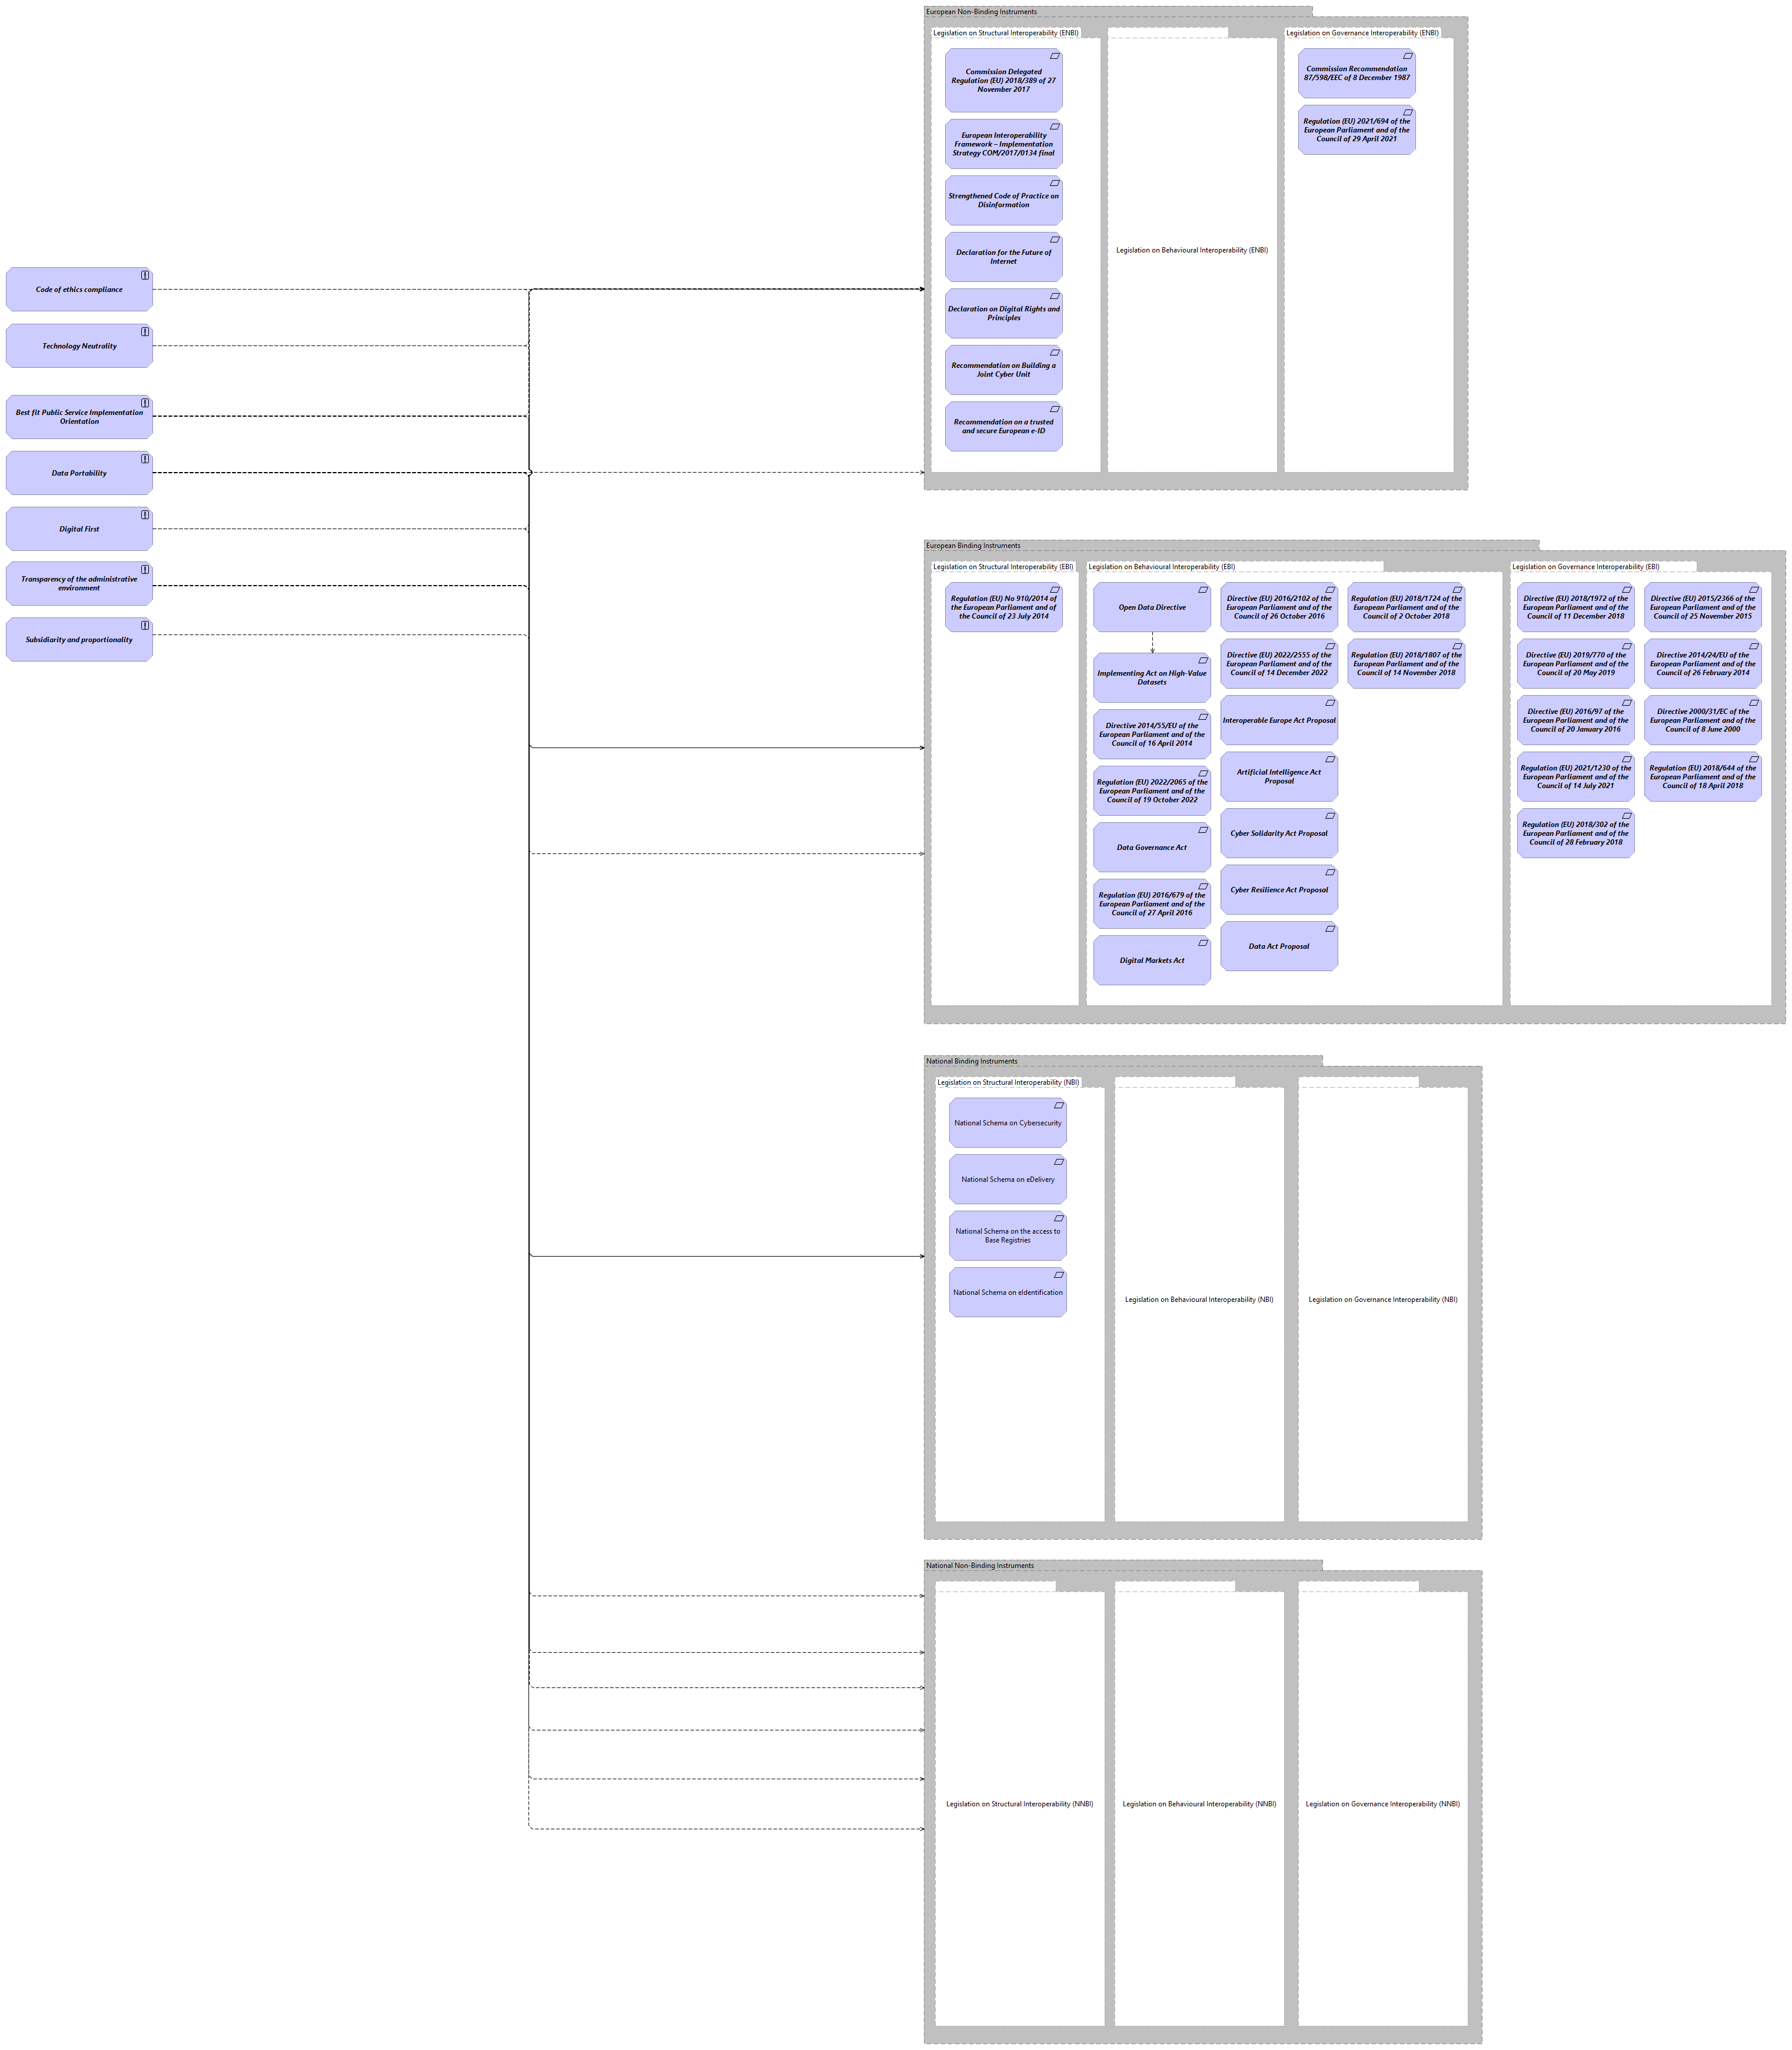 Code of ethics compliance
Technology Neutrality
Best fit Public Service Implementation
Orientation
Data Portability
Digital First
Transparency of the administrative
environment
Subsidiarity and proportionality
European Non-Binding Instruments
Legislation on Structural Interoperability (ENBI)
Commission Delegated
Regulation (EU) 2018/389 of 27
November 2017
European Interoperability
Framework – Implementation
Strategy COM/2017/0134 final
Strengthened Code of Practice on
Disinformation
Declaration for the Future of
Internet
Declaration on Digital Rights and
Principles
Recommendation on Building a
Joint Cyber Unit
Recommendation on a trusted
and secure European e-ID
Legislation on Behavioural Interoperability (ENBI)
Legislation on Governance Interoperability (ENBI)
Commission Recommendation
87/598/EEC of 8 December 1987
Regulation (EU) 2021/694 of the
European Parliament and of the
Council of 29 April 2021
European Binding Instruments
Legislation on Structural Interoperability (EBI)
Regulation (EU) No 910/2014 of
the European Parliament and of
the Council of 23 July 2014
Legislation on Behavioural Interoperability (EBI)
Open Data Directive
Implementing Act on High-Value
Datasets
Directive 2014/55/EU of the
European Parliament and of the
Council of 16 April 2014
Regulation (EU) 2022/2065 of the
European Parliament and of the
Council of 19 October 2022
Data Governance Act
Regulation (EU) 2016/679 of the
European Parliament and of the
Council of 27 April 2016
Digital Markets Act
Directive (EU) 2016/2102 of the
European Parliament and of the
Council of 26 October 2016
Directive (EU) 2022/2555 of the
European Parliament and of the
Council of 14 December 2022
Interoperable Europe Act Proposal
Artificial Intelligence Act
Proposal
Cyber Solidarity Act Proposal
Cyber Resilience Act Proposal
Data Act Proposal
Regulation (EU) 2018/1724 of the
European Parliament and of the
Council of 2 October 2018
Regulation (EU) 2018/1807 of the
European Parliament and of the
Council of 14 November 2018
Legislation on Governance Interoperability (EBI)
Directive (EU) 2018/1972 of the
European Parliament and of the
Council of 11 December 2018
Directive (EU) 2019/770 of the
European Parliament and of the
Council of 20 May 2019
Directive (EU) 2016/97 of the
European Parliament and of the
Council of 20 January 2016
Regulation (EU) 2021/1230 of the
European Parliament and of the
Council of 14 July 2021
Regulation (EU) 2018/302 of the
European Parliament and of the
Council of 28 February 2018
Directive (EU) 2015/2366 of the
European Parliament and of the
Council of 25 November 2015
Directive 2014/24/EU of the
European Parliament and of the
Council of 26 February 2014
Directive 2000/31/EC of the
European Parliament and of the
Council of 8 June 2000
Regulation (EU) 2018/644 of the
European Parliament and of the
Council of 18 April 2018
National Binding Instruments
Legislation on Structural Interoperability (NBI)
National Schema on Cybersecurity
National Schema on eDelivery
National Schema on the access to
Base Registries
National Schema on eIdentification
Legislation on Behavioural Interoperability (NBI)
Legislation on Governance Interoperability (NBI)
National Non-Binding Instruments
Legislation on Structural Interoperability (NNBI)
Legislation on Behavioural Interoperability (NNBI)
Legislation on Governance Interoperability (NNBI)